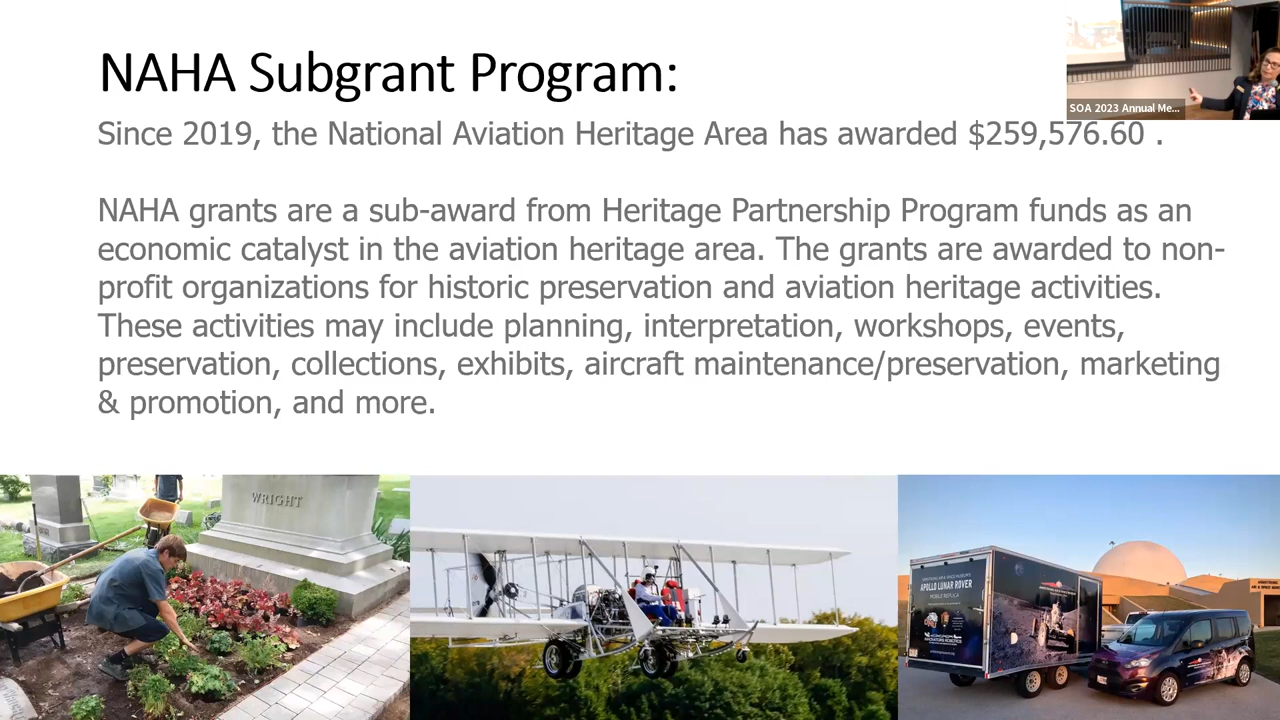 NAHA Subgrant Program:
SOA 2023 Annual Me...
Since 2019, the National Aviation Heritage Area has awarded $259,576.60 .
NAHA grants are a sub-award from Heritage Partnership Program funds as an
economic catalyst in the aviation heritage area. The grants are awarded to non-
profit organizations for historic preservation and aviation heritage activities.
These activities may include planning, interpretation, workshops, events,
preservation, collections, exhibits, aircraft maintenance/preservation, marketing
& promotion, and more.
WRIGHT
APOLLO LUNAR ROVER
MOBILE REPLICA